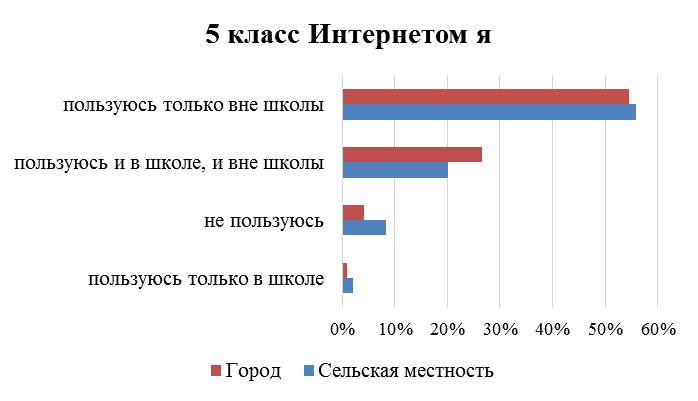 5 класс Интернетом я
пользуюсь только вне школы
пользуюсь и в школе, и вне школы
не пользуюсь
пользуюсь только в школе
0% 10% 20% 30% 40% 50% 60%
Город Сельская местность